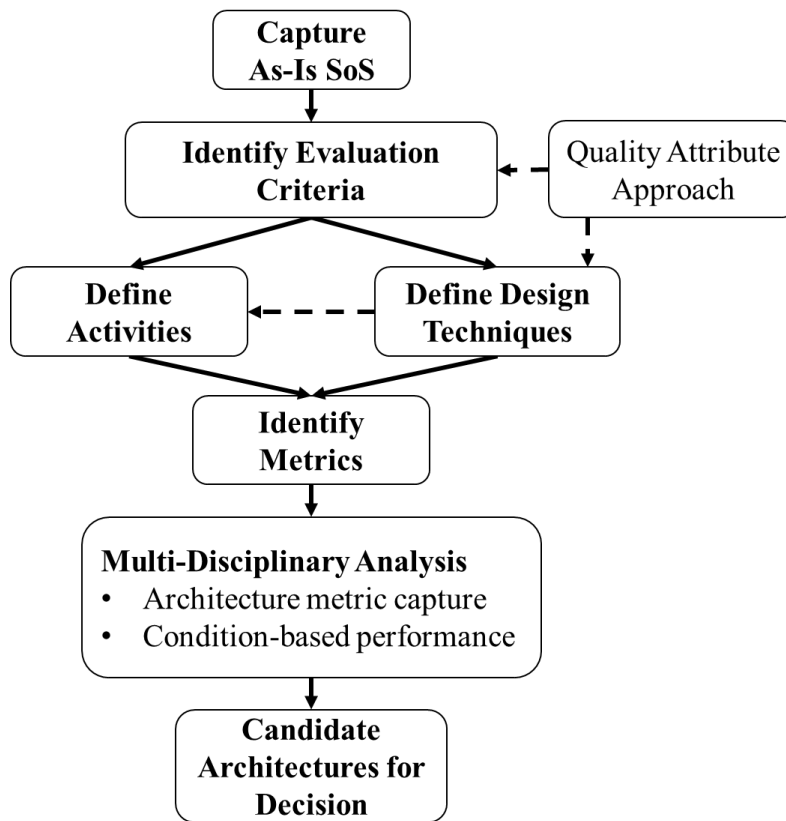 Capture
As-Is SoS
Identify Evaluation
Criteria
Quality Attribute
Approach
Define
Activities
Define Design
Techniques
Identify
Metrics
Multi-Disciplinary Analysis
• Architecture metric capture
• Condition-based performance
Candidate
Architectures for
Decision